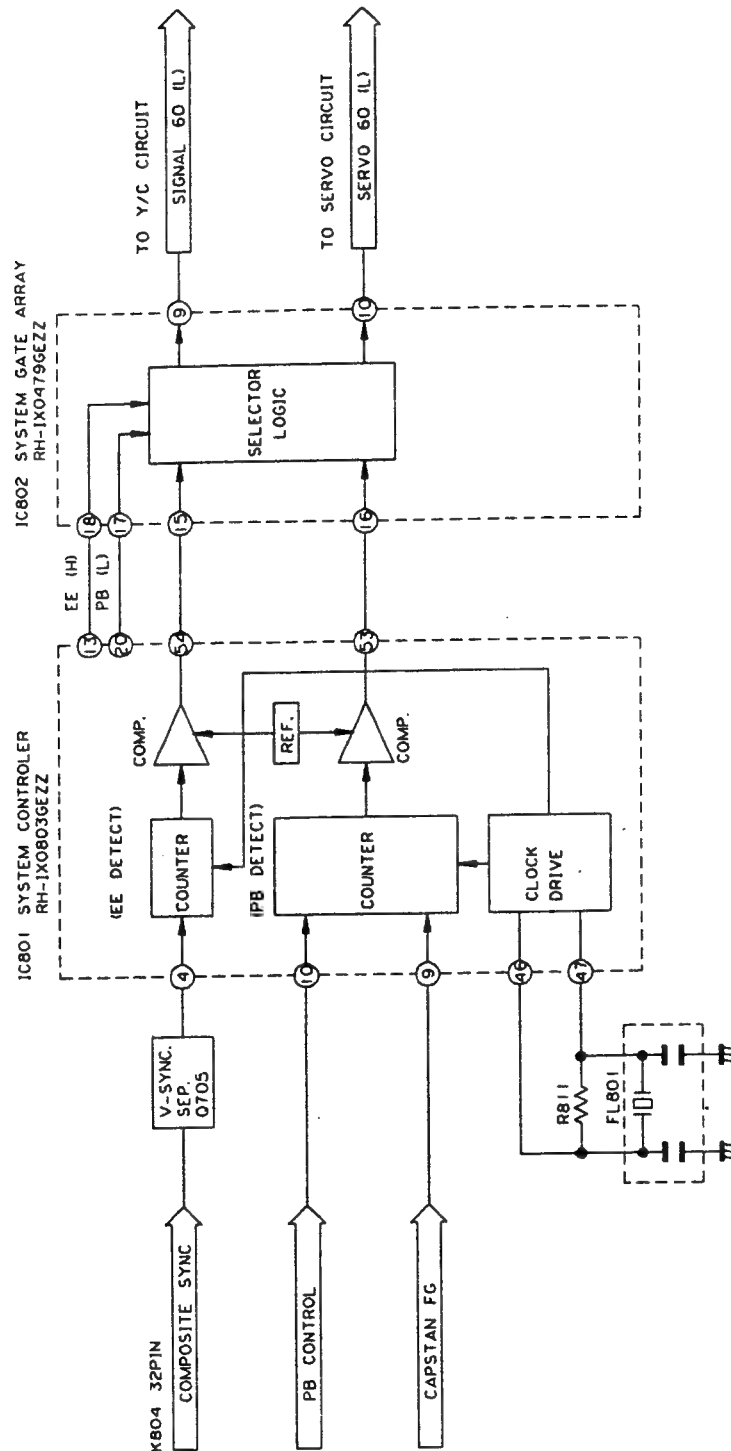 K804 32PIN
COMPOSITE SYNC
PB CONTROL
CAPSTAN FG
V-SYNC.
SEP.
Q705
R811
FL801
IC801 SYSTEM CONTROLER
RH-IX0803GEZZ
4
10
9
46
47
(EE DETECT)
COUNTER
(PB DETECT)
COUNTER
CLOCK
DRIVE
COMP.
REF.
COMP.
13
20
54
53
EE (H)
PB (L)
IC802 SYSTEM GATE ARRAY
RH-IX0479GEZZ
18
17
15
16
SELECTOR
LOGIC
9
10
TO Y/C CIRCUIT
SIGNAL 60 (L)
TO SERVO CIRCUIT
SERVO 60 (L)